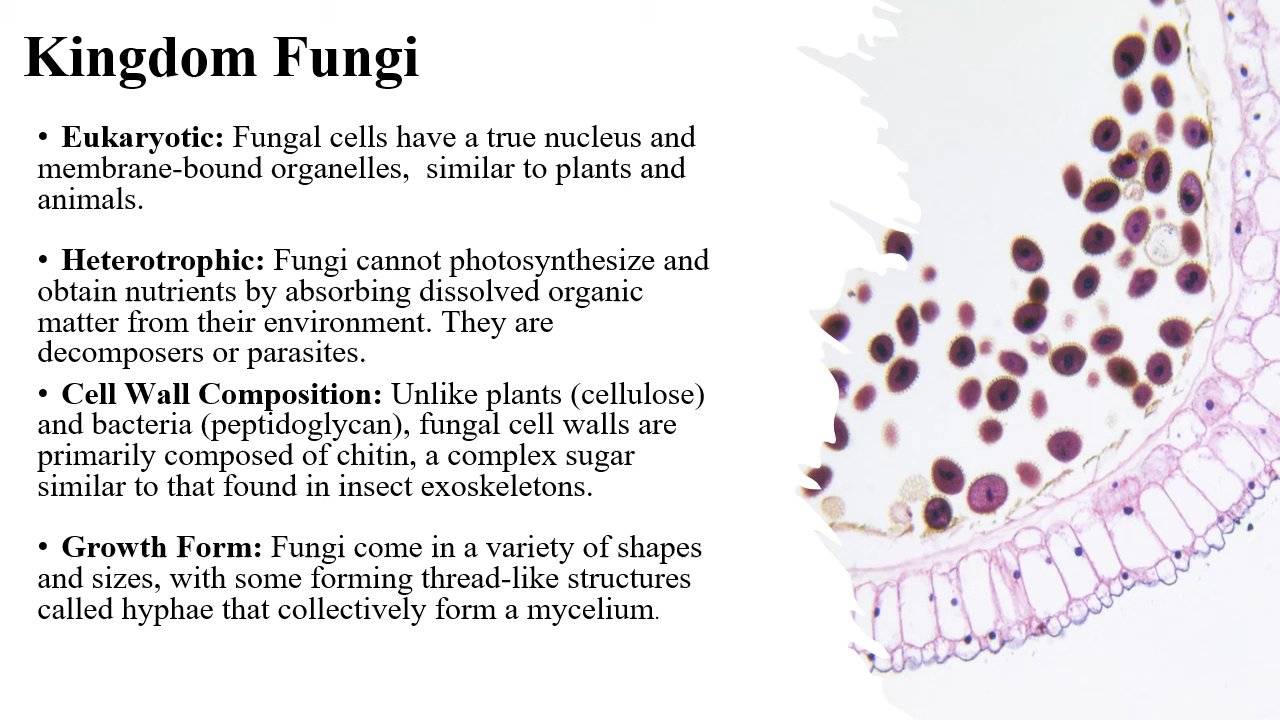 Kingdom Fungi
• Eukaryotic: Fungal cells have a true nucleus and
membrane-bound organelles,  similar to plants and
animals.
• Heterotrophic: Fungi cannot photosynthesize and
obtain nutrients by absorbing dissolved organic
matter from their environment. They are
decomposers or parasites.
• Cell Wall Composition: Unlike plants (cellulose)
and bacteria (peptidoglycan), fungal cell walls are
primarily composed of chitin, a complex sugar
similar to that found in insect exoskeletons.
• Growth Form: Fungi come in a variety of shapes
and sizes, with some forming thread-like structures
called hyphae that collectively form a mycelium.